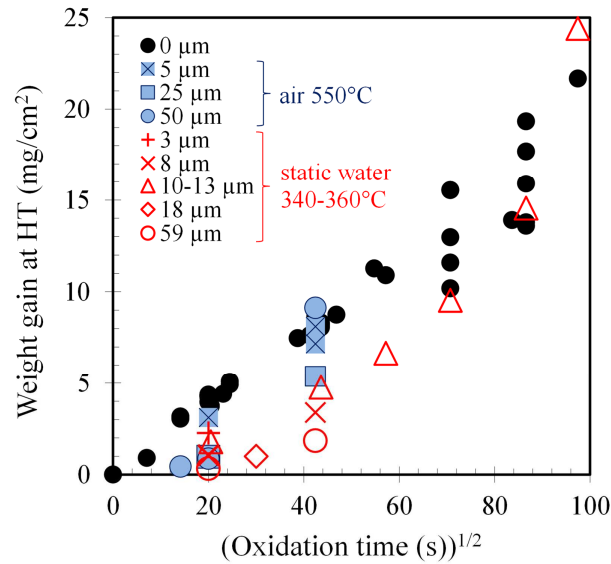 25
20
15
10
5
0
Weight gain at HT (mg/cm²)
0 µm
5 µm
25 µm
50 µm
air 550°C
3 µm
8 µm
10-13 µm
18 µm
59 µm
static water
340-360°C
0 20 40 60 80 100
(Oxidation time (s))^1/2